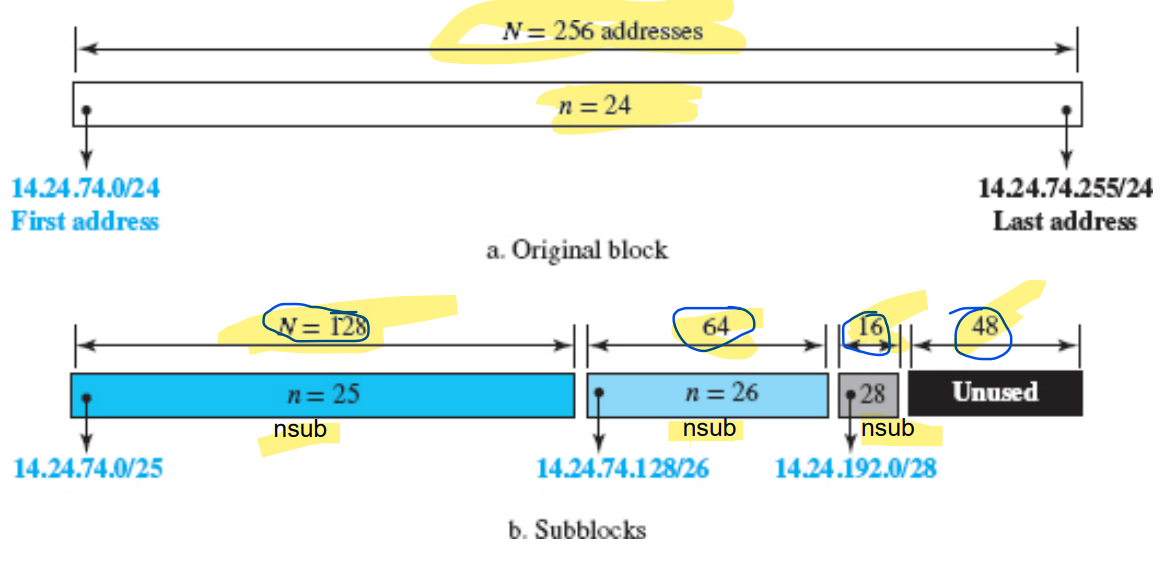 N = 256 addresses
n = 24
14.24.74.0/24
First address
14.24.74.255/24
Last address
a. Original block
N = 128
64
16
48
n = 25
n = 26
28
Unused
nsub
nsub
nsub
14.24.74.0/25
14.24.74.128/26
14.24.192.0/28
b. Subblocks